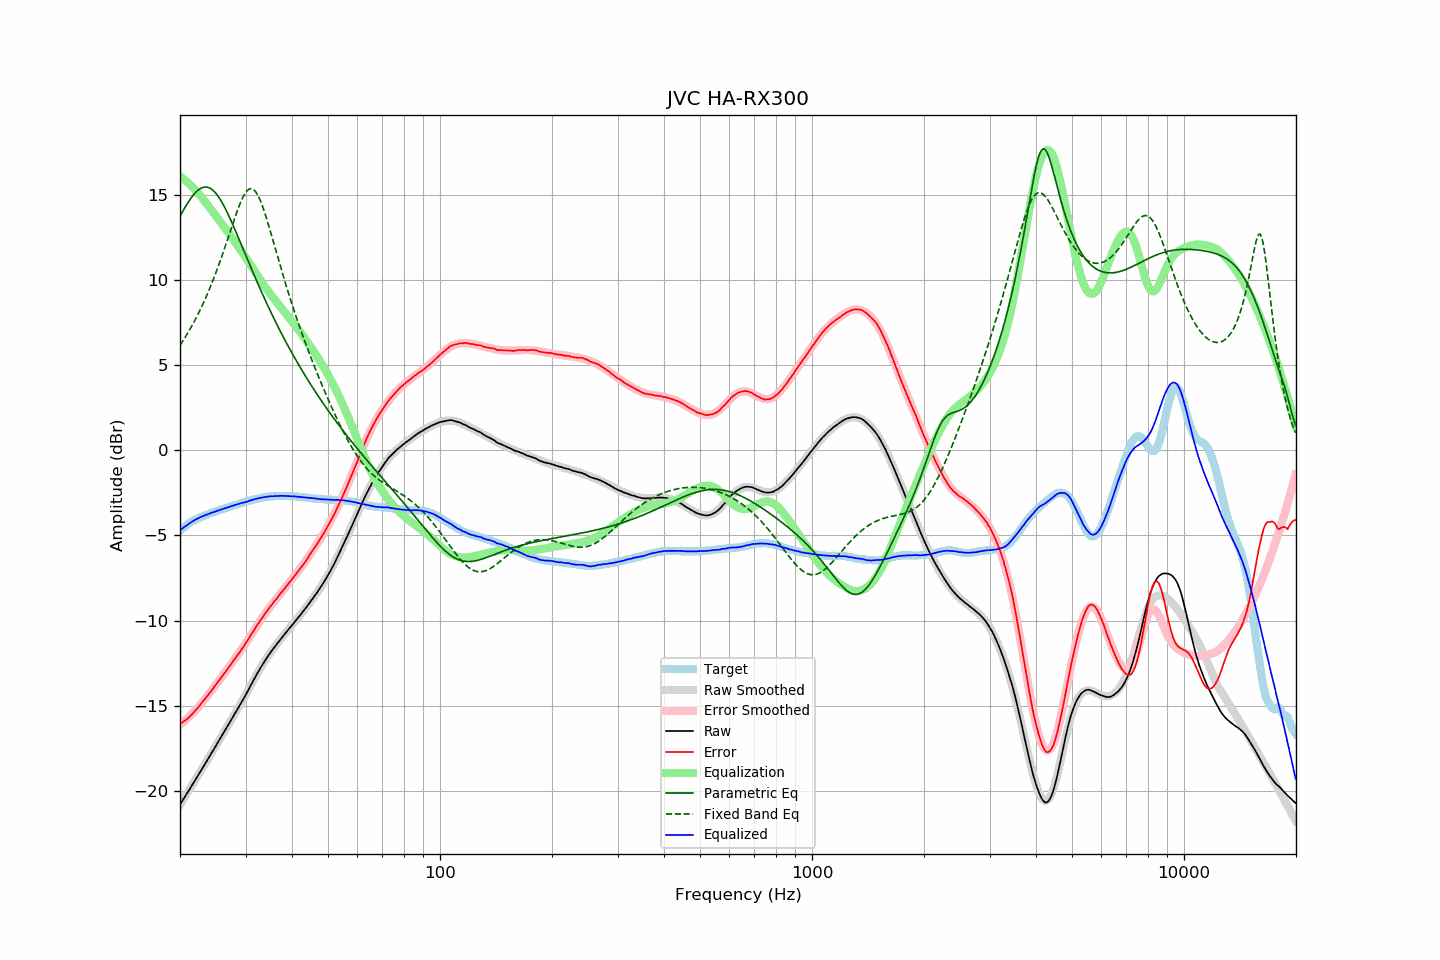 JVC HA-RX300
Amplitude (dBr)
15
10
5
0
−5
−10
−15
−20
Target
Raw Smoothed
Error Smoothed
Raw
Error
Equalization
Parametric Eq
Fixed Band Eq
Equalized
100
1000
10000
Frequency (Hz)